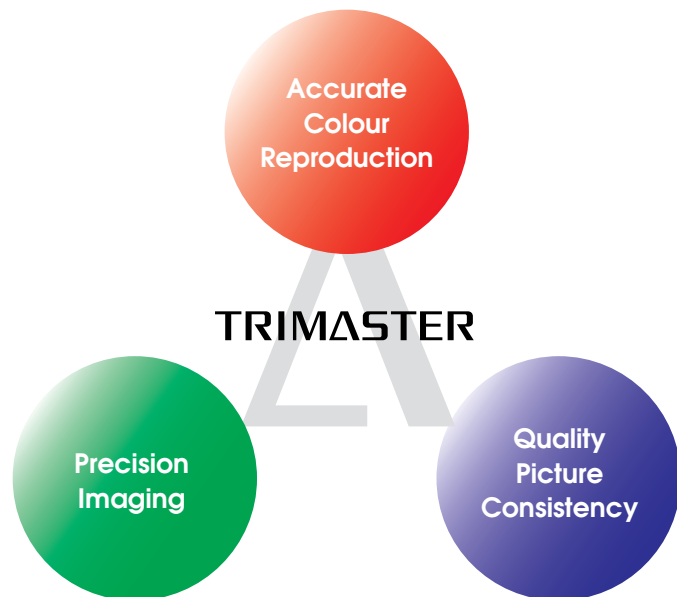 Accurate
Colour
Reproduction
TRIMASTER
Precision
Imaging
Quality
Picture
Consistency